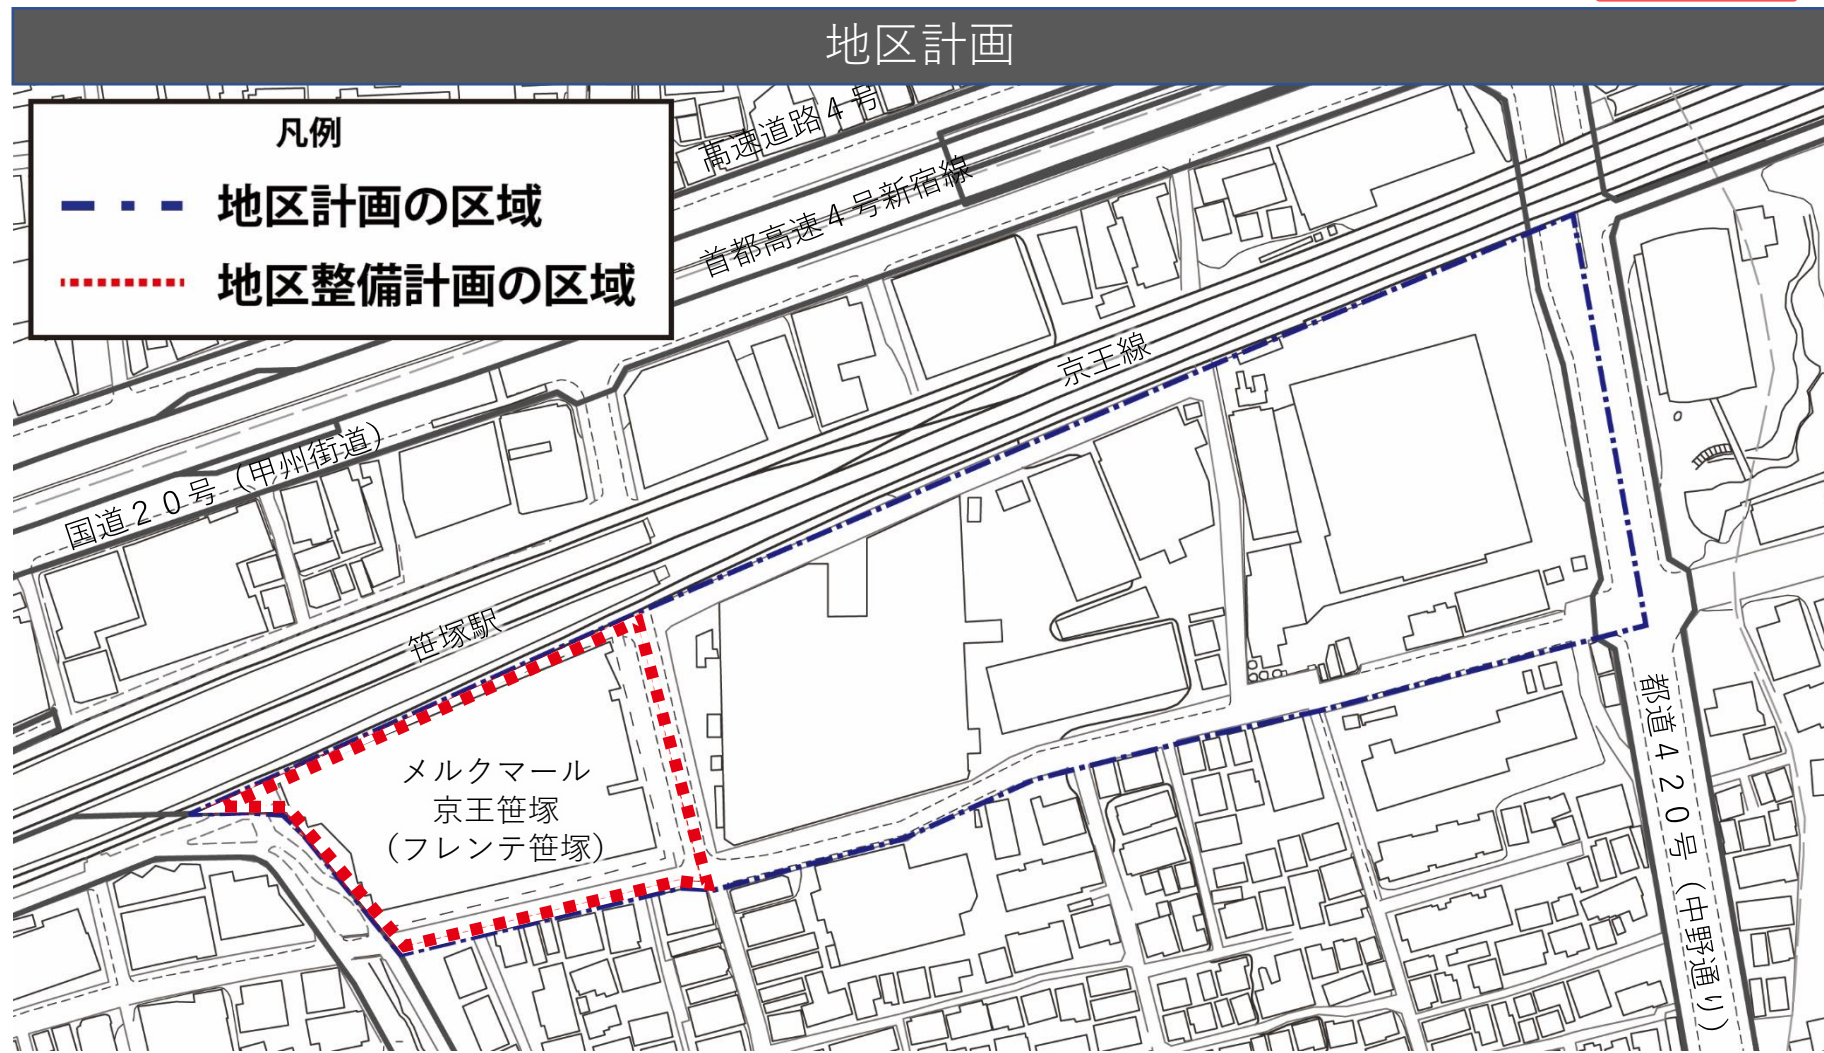 地区計画
凡例
地区計画の区域
地区整備計画の区域
高速道路4号
首都高速4号新宿線
京王線
国道20号(甲州街道)
笹塚駅
メルクマール
京王笹塚
(フレンテ笹塚)
都道420号(中野通り)